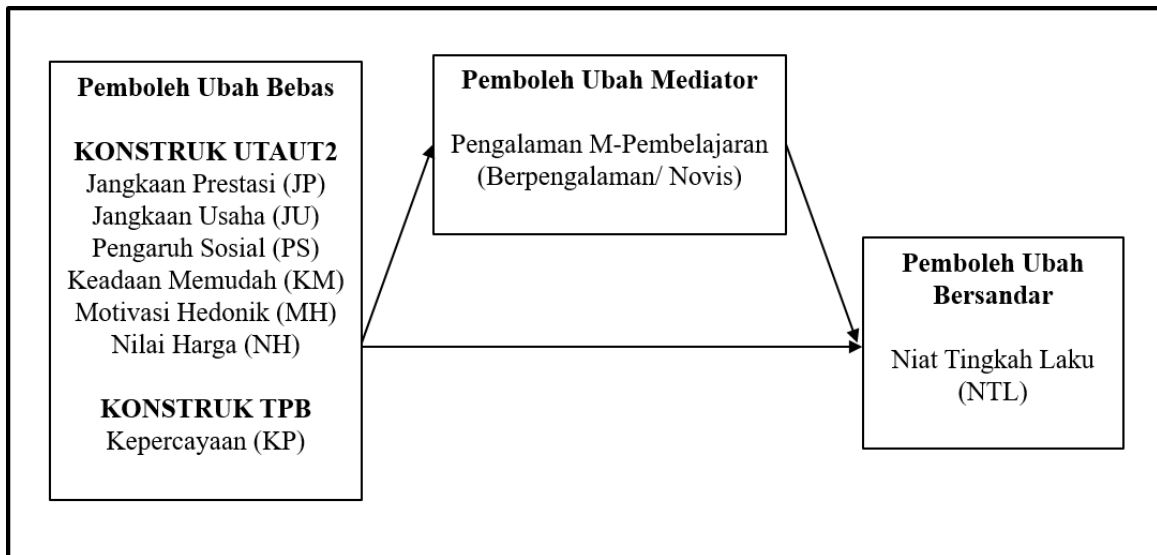 Pemboleh Ubah Bebas
KONSTRUK UTAUT2
Jangkaan Prestasi (JP)
Jangkaan Usaha (JU)
Pengaruh Sosial (PS)
Keadaan Memudah (KM)
Motivasi Hedonik (MH)
Nilai Harga (NH)
KONSTRUK TPB
Kepercayaan (KP)
Pemboleh Ubah Mediator
Pengalaman M-Pembelajaran
(Berpengalaman/ Novis)
Pemboleh Ubah
Bersandar
Niat Tingkah Laku
(NTL)